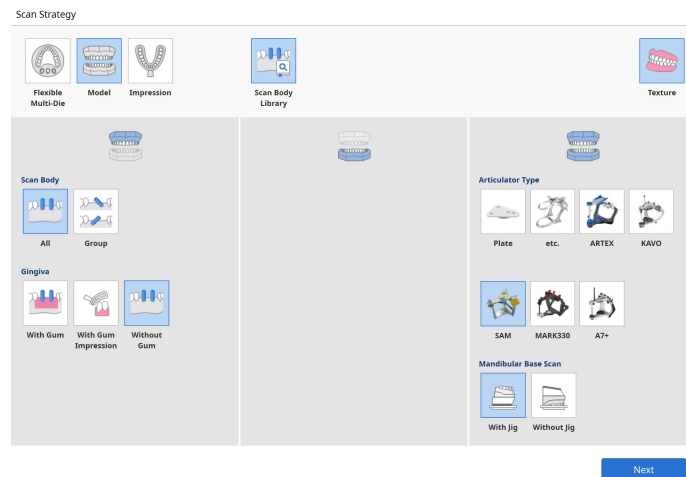 Scan Strategy
Flexible
Multi-Die
Model
Impression
Scan Body
Library
Texture
Scan Body
All
Group
Gingiva
With Gum
With Gum
Impression
Without
Gum
Articulator Type
Plate
etc.
ARTEX
KAVO
SAM
MARK330
A7+
Mandibular Base Scan
With Jig
Without Jig
Next